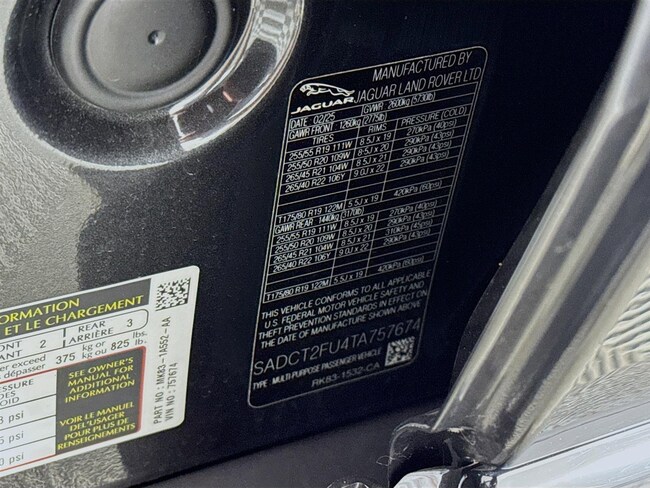 MANUFACTURED BY
JAGUAR LAND ROVER LTD
JAGUAR
DATE 02/25 GVWR 2600kg (5730lb)
GAWR FRONT 1260kg (2775lb)
TIRES RIMS PRESSURE (COLD)
255/55 R19 111W 8.5J x 19 270kPa (40psi)
255/50 R20 109W 8.5J x 20 290kPa (43psi)
265/45 R21 104W 8.5J x 21 290kPa (43psi)
265/40 R22 106Y 9.0J x 22 290kPa (43psi)
T175/80 R19 122M 5.5J x 19 420kPa (60psi)
GAWR REAR 1440kg (3170lb)
255/55 R19 111W 8.5J x 19 270kPa (40psi)
255/50 R20 109W 8.5J x 20 290kPa (43psi)
265/45 R21 104W 8.5J x 21 310kPa (45psi)
265/40 R22 106Y 9.0J x 22 290kPa (43psi)
T175/80 R19 122M 5.5J x 19 420kPa (60psi)
THIS VEHICLE CONFORMS TO ALL APPLICABLE
U.S. FEDERAL MOTOR VEHICLE SAFETY AND
THEFT PREVENTION STANDARDS IN EFFECT ON
THE DATE OF MANUFACTURE SHOWN ABOVE
SADCT2FU4TA757674
TYPE MULTI-PURPOSE PASSENGER VEHICLE
RK83-1532-CA
FORMATION
ET LE CHARGEMENT
ONT 2 REAR 3
ANT ARRIÈRE
er exceed 375 kg or 825 lbs.
dépasser kg ou lb.
SEE OWNER'S
MANUAL FOR
ADDITIONAL
INFORMATION
VOIR LE MANUEL
DE L'USAGER
POUR PLUS DE
RENSEIGNEMENTS
psi
psi
psi
PART NO : MK83-1A552-AA
VIN NO : 757674